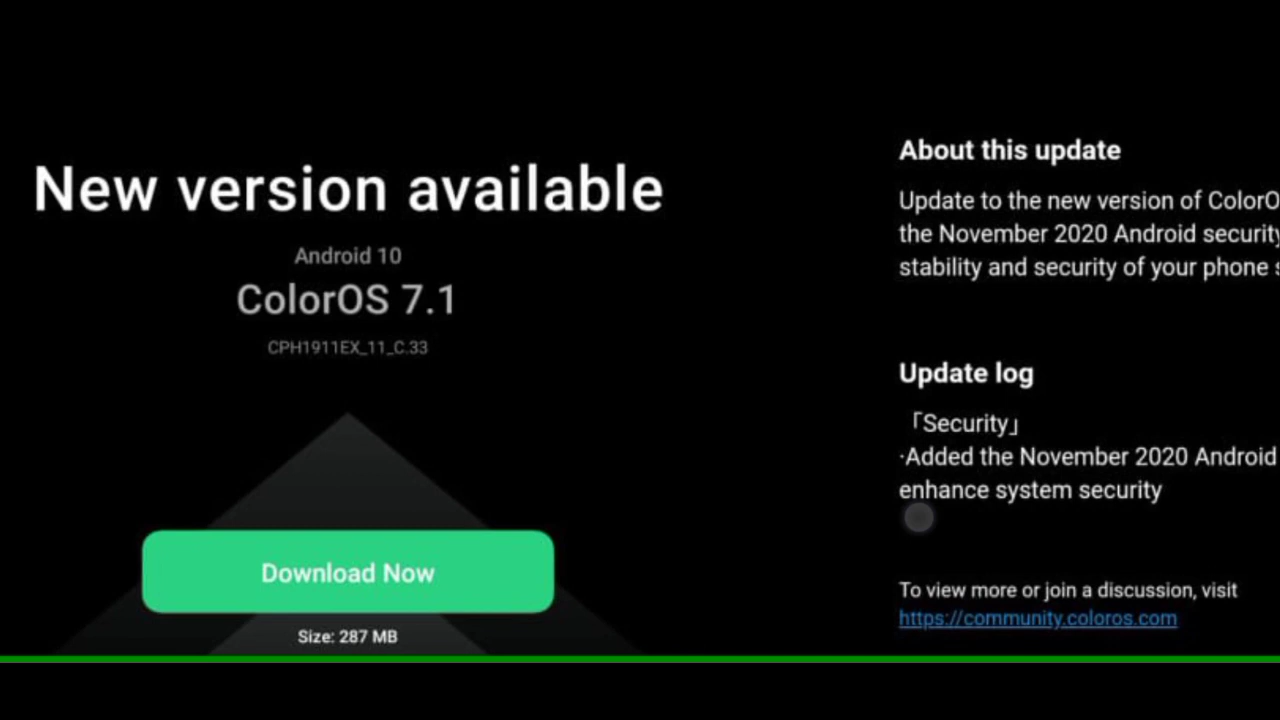 New version available
Android 10
ColorOS 7.1
CPH1911EX_11_C.33
Download Now
Size: 287 MB
About this update
Update to the new version of ColorO
the November 2020 Android security
stability and security of your phone s
Update log
「Security」
·Added the November 2020 Android
enhance system security
To view more or join a discussion, visit
https://community.coloros.com